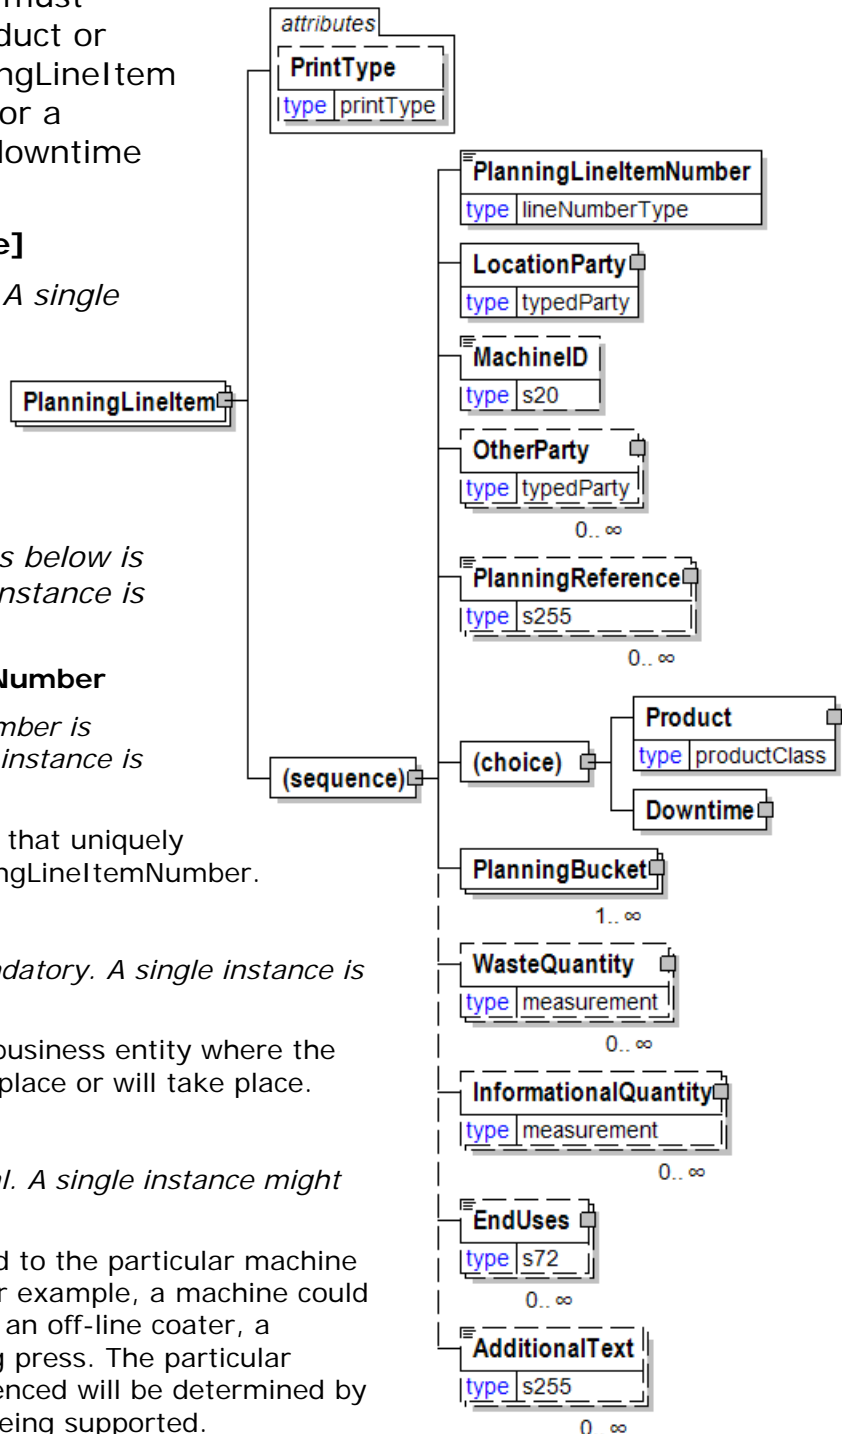 must
duct or
ngLineItem
or a
downtime
e]
A single
s below is
nstance is
Number
mber is
instance is
that uniquely
ngLineItemNumber.
ndatory. A single instance is
business entity where the
place or will take place.
al. A single instance might
d to the particular machine
r example, a machine could
an off-line coater, a
g press. The particular
enced will be determined by
being supported.
attributes
PrintType
type printType
PlanningLineItem
(sequence)
PlanningLineItemNumber
type lineNumberType
LocationParty
type typedParty
MachineID
type s20
OtherParty
type typedParty
0.. ∞
PlanningReference
type s255
0.. ∞
(choice)
Product
type productClass
Downtime
PlanningBucket
1.. ∞
WasteQuantity
type measurement
0.. ∞
InformationalQuantity
type measurement
0.. ∞
EndUses
type s72
0.. ∞
AdditionalText
type s255
0.. ∞